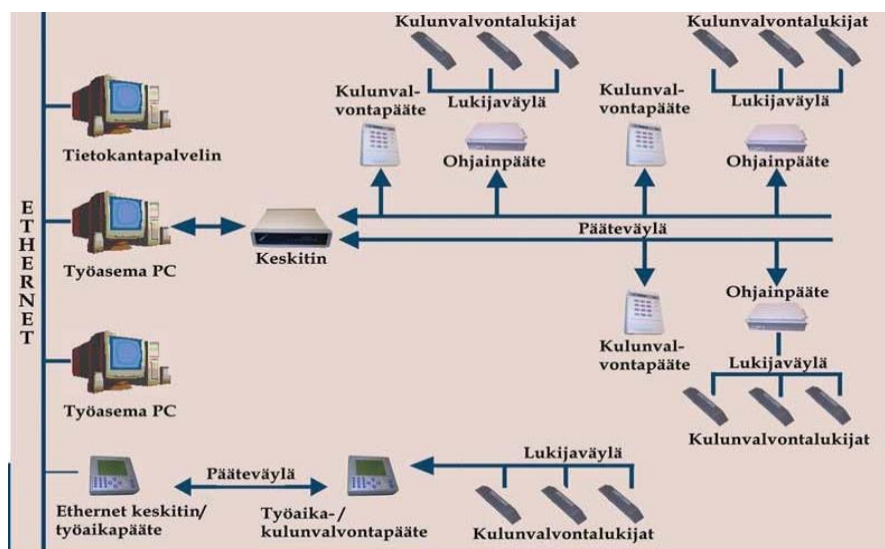 Kulunvalvontalukijat
Kulunvalvontalukijat
Kulunval-
vontapääte
Lukijaväylä
Kulunval-
vontapääte
Lukijaväylä
Tietokantapalvelin
Ohjainpääte
Ohjainpääte
ETHERNET
Pääteväylä
Keskitin
Työasema PC
Ohjainpääte
Kulunval-
vontapääte
Lukijaväylä
Työasema PC
Kulunvalvontalukijat
Lukijaväylä
Pääteväylä
Ethernet keskitin/
työaikapääte
Työaika-/
kulunvalvontapääte
Kulunvalvontalukijat